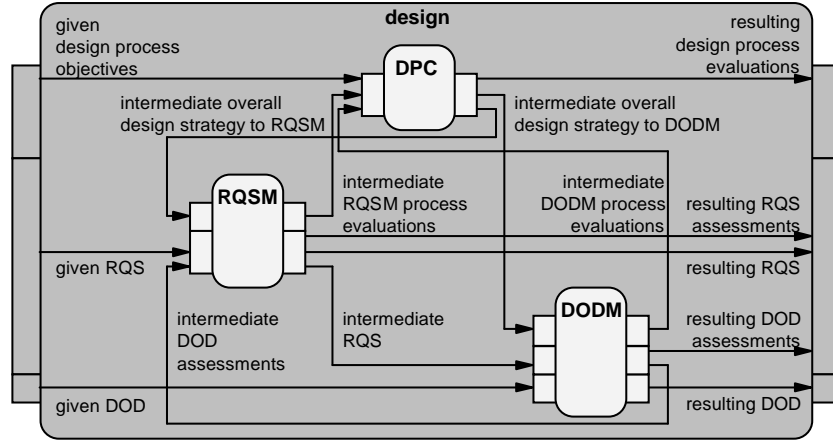 design
given
design process
objectives
resulting
design process
evaluations
DPC
intermediate overall
design strategy to RQSM
intermediate overall
design strategy to DODM
RQSM
intermediate
RQSM process
evaluations
intermediate
DODM process
evaluations
resulting RQS
assessments
given RQS
resulting RQS
DODM
intermediate
DOD
assessments
intermediate
RQS
resulting DOD
assessments
given DOD
resulting DOD